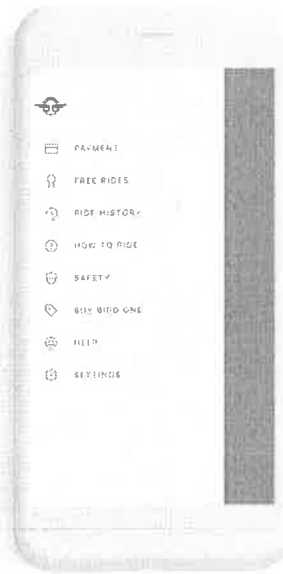 PAYMENT
FREE RIDES
RIDE HISTORY
HOW TO RIDE
SAFETY
BUY BIRD ONE
HELP
SETTINGS